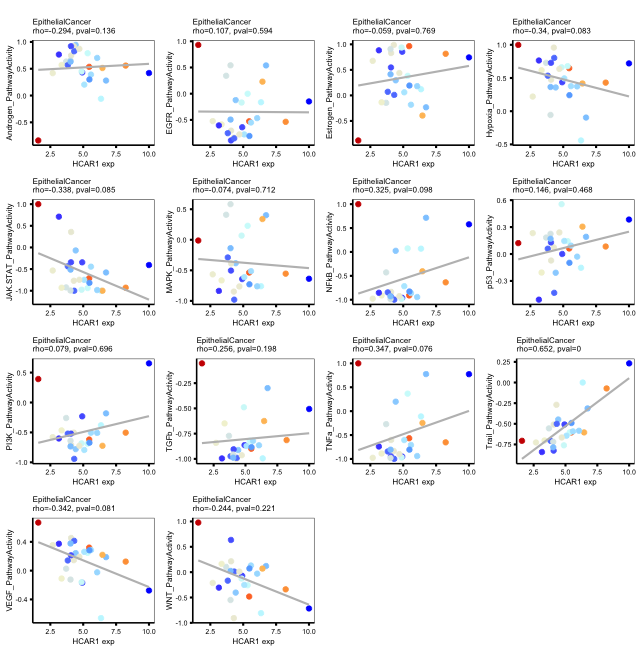 EpithelialCancer
rho=-0.294, pval=0.136
Androgen_PathwayActivity
1.0
0.5
0.0
-0.5
2.5 5.0 7.5 10.0
HCAR1 exp
EpithelialCancer
rho=0.107, pval=0.594
EGFR_PathwayActivity
1.0
0.5
0.0
-0.5
2.5 5.0 7.5 10.0
HCAR1 exp
EpithelialCancer
rho=-0.059, pval=0.769
Estrogen_PathwayActivity
1.0
0.5
0.0
-0.5
2.5 5.0 7.5 10.0
HCAR1 exp
EpithelialCancer
rho=-0.34, pval=0.083
Hypoxia_PathwayActivity
1.0
0.5
0.0
-0.5
2.5 5.0 7.5 10.0
HCAR1 exp
EpithelialCancer
rho=-0.338, pval=0.085
JAK-STAT_PathwayActivity
1.0
0.5
0.0
-0.5
-1.0
2.5 5.0 7.5 10.0
HCAR1 exp
EpithelialCancer
rho=-0.074, pval=0.712
MAPK_PathwayActivity
0.5
0.0
-0.5
-1.0
2.5 5.0 7.5 10.0
HCAR1 exp
EpithelialCancer
rho=0.325, pval=0.098
NFkB_PathwayActivity
1.0
0.5
0.0
-0.5
-1.0
2.5 5.0 7.5 10.0
HCAR1 exp
EpithelialCancer
rho=0.146, pval=0.468
p53_PathwayActivity
0.6
0.3
0.0
-0.3
2.5 5.0 7.5 10.0
HCAR1 exp
EpithelialCancer
rho=0.079, pval=0.696
PI3K_PathwayActivity
0.5
0.0
-0.5
-1.0
2.5 5.0 7.5 10.0
HCAR1 exp
EpithelialCancer
rho=0.256, pval=0.198
TGFb_PathwayActivity
-0.25
-0.50
-0.75
-1.00
2.5 5.0 7.5 10.0
HCAR1 exp
EpithelialCancer
rho=0.347, pval=0.076
TNFa_PathwayActivity
1.0
0.5
0.0
-0.5
-1.0
2.5 5.0 7.5 10.0
HCAR1 exp
EpithelialCancer
rho=0.652, pval=0
Trail_PathwayActivity
0.25
0.00
-0.25
-0.50
-0.75
2.5 5.0 7.5 10.0
HCAR1 exp
EpithelialCancer
rho=-0.342, pval=0.081
VEGF_PathwayActivity
0.4
0.0
-0.4
2.5 5.0 7.5 10.0
HCAR1 exp
EpithelialCancer
rho=-0.244, pval=0.221
WNT_PathwayActivity
1.0
0.5
0.0
-0.5
-1.0
2.5 5.0 7.5 10.0
HCAR1 exp